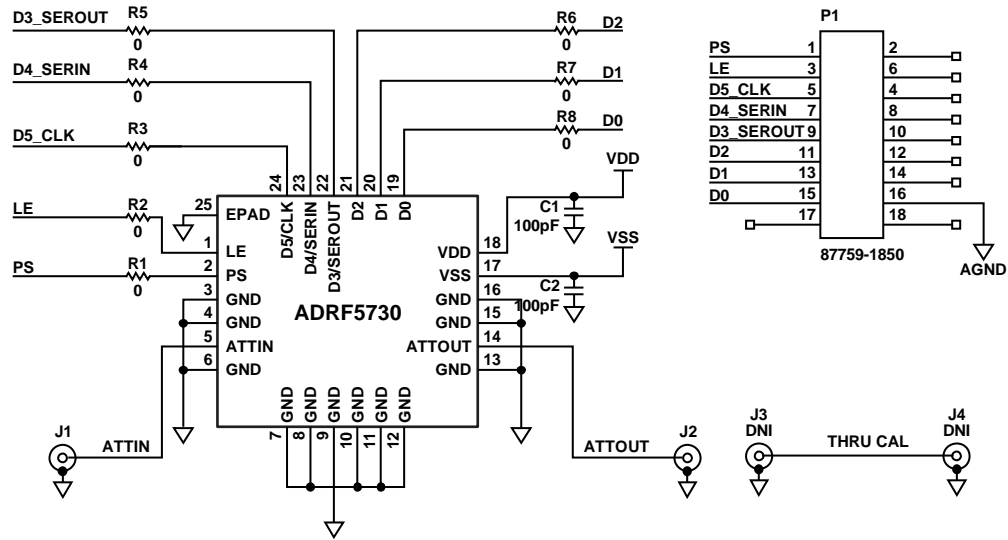 D3_SEROUT R5 0
D4_SERIN R4 0
D5_CLK R3 0
LE R2 0
PS R1 0
R6 D2 0
R7 D1 0
R8 D0 0
24 23 22 21 20 19
D5/CLK D4/SERIN D3/SEROUT D2 D1 D0
25 EPAD
1 LE
2 PS
3 GND
4 GND
5 ATTIN
6 GND
ADRF5730
VDD 18
VSS 17
GND 16
GND 15
ATTOUT 14
GND 13
GND GND GND GND GND GND
7 8 9 10 11 12
VDD
C1
100pF
VSS
C2
100pF
J1 ATTIN
ATTOUT J2
P1
PS 1 2
LE 3 6
D5_CLK 5 4
D4_SERIN 7 8
D3_SEROUT 9 10
D2 11 12
D1 13 14
D0 15 16
17 18
87759-1850
AGND
J3
DNI
THRU CAL
J4
DNI